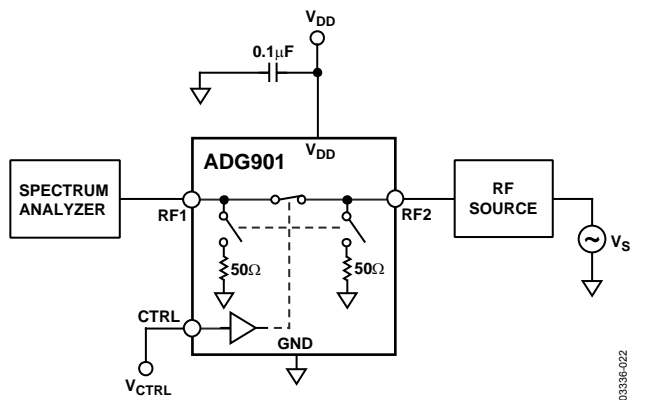 VDD
0.1μF
VDD
ADG901
SPECTRUM
ANALYZER
RF1
RF2
RF
SOURCE
VS
50Ω
50Ω
CTRL
GND
VCTRL
03336-022